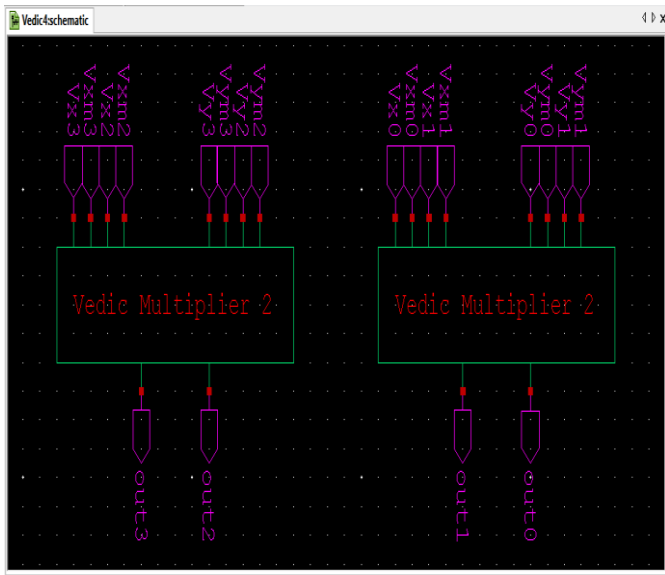 Vedic4:schematic
Vx3 Vxm3 Vx2 Vxm2 Vy3 Vym3 Vy2 Vym2 Vx0 Vxm0 Vx1 Vxm1 Vy0 Vym0 Vy1 Vym1
Vedic Multiplier 2 Vedic Multiplier 2
out3 out2 out1 out0